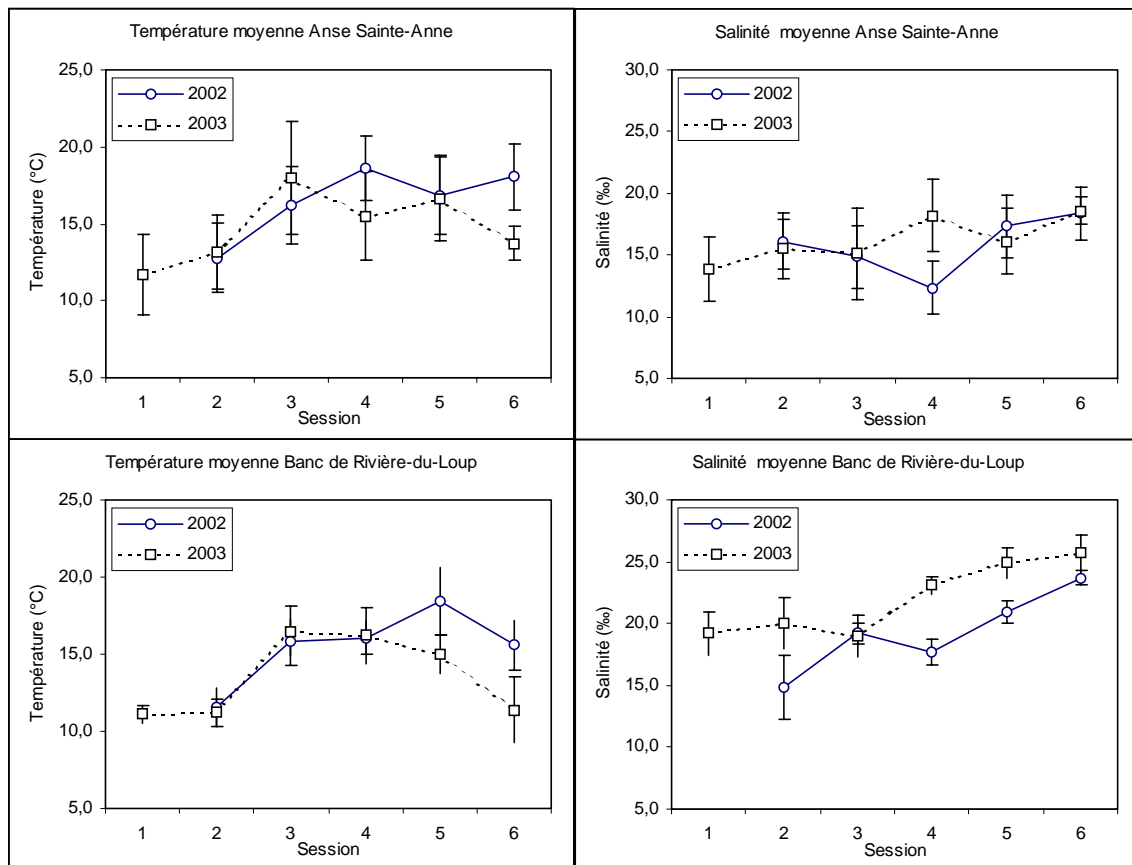 Température moyenne Anse Sainte-Anne
25,0
20,0
15,0
10,0
5,0
Température (°C)
2002
2003
1 2 3 4 5 6
Session
Salinité moyenne Anse Sainte-Anne
30,0
25,0
20,0
15,0
10,0
5,0
Salinité (‰)
2002
2003
1 2 3 4 5 6
Session
Température moyenne Banc de Rivière-du-Loup
25,0
20,0
15,0
10,0
5,0
Température (°C)
2002
2003
1 2 3 4 5 6
Session
Salinité moyenne Banc de Rivière-du-Loup
30,0
25,0
20,0
15,0
10,0
5,0
Salinité (‰)
2002
2003
1 2 3 4 5 6
Session